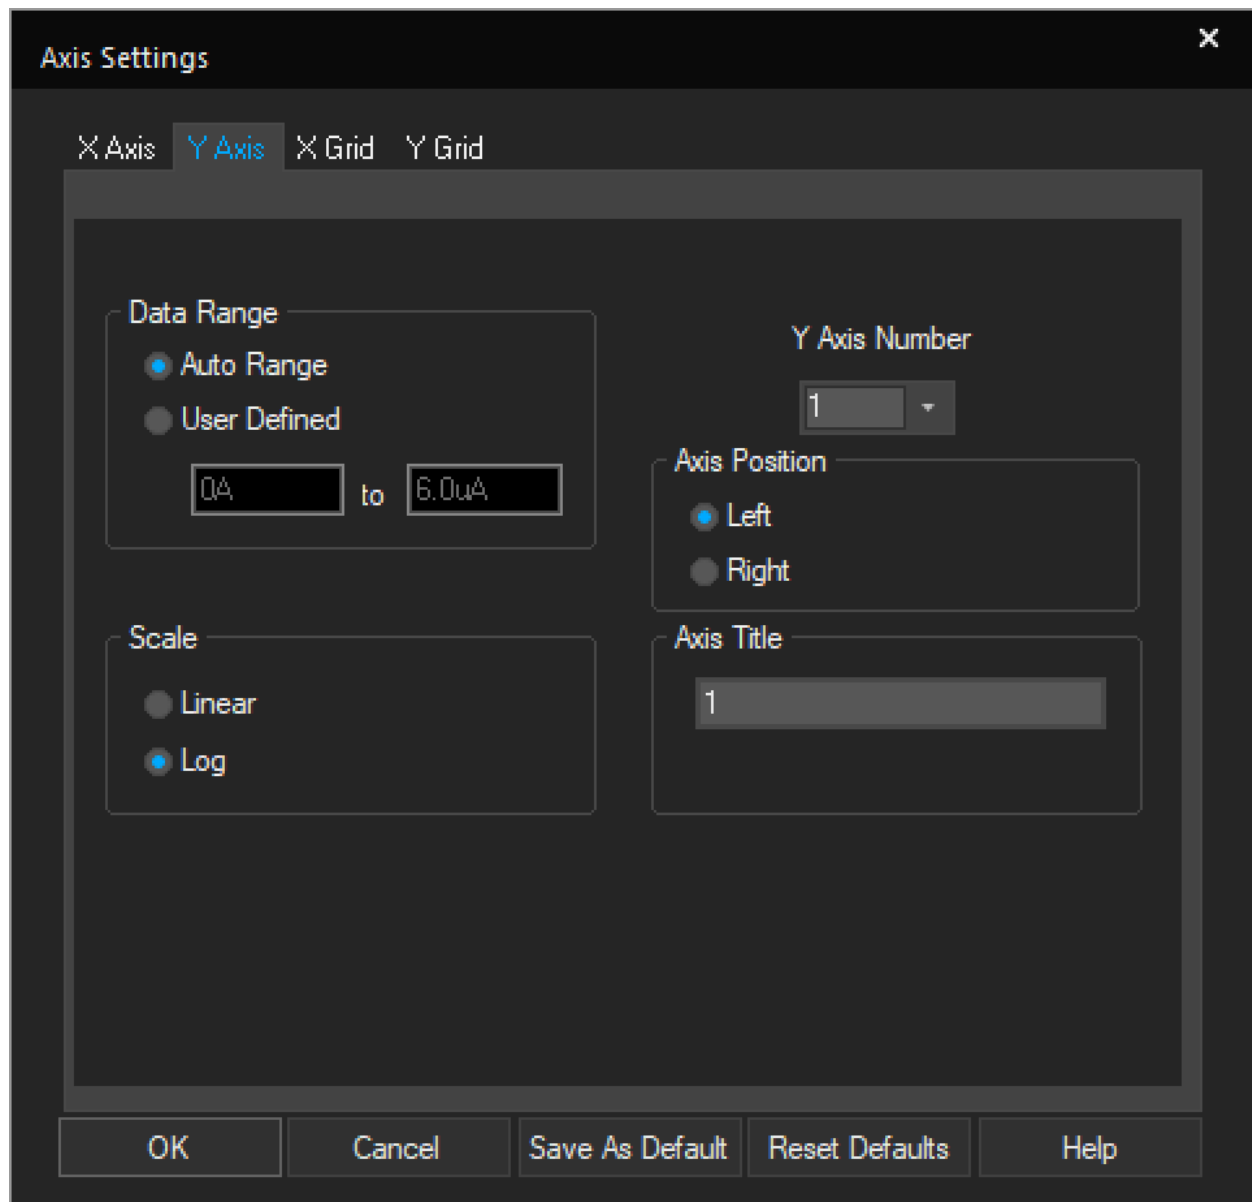 Axis Settings
X Axis Y Axis X Grid Y Grid
Data Range
Auto Range
User Defined
0A to 6.0uA
Y Axis Number
1
Axis Position
Left
Right
Scale
Linear
Log
Axis Title
1
OK Cancel Save As Default Reset Defaults Help